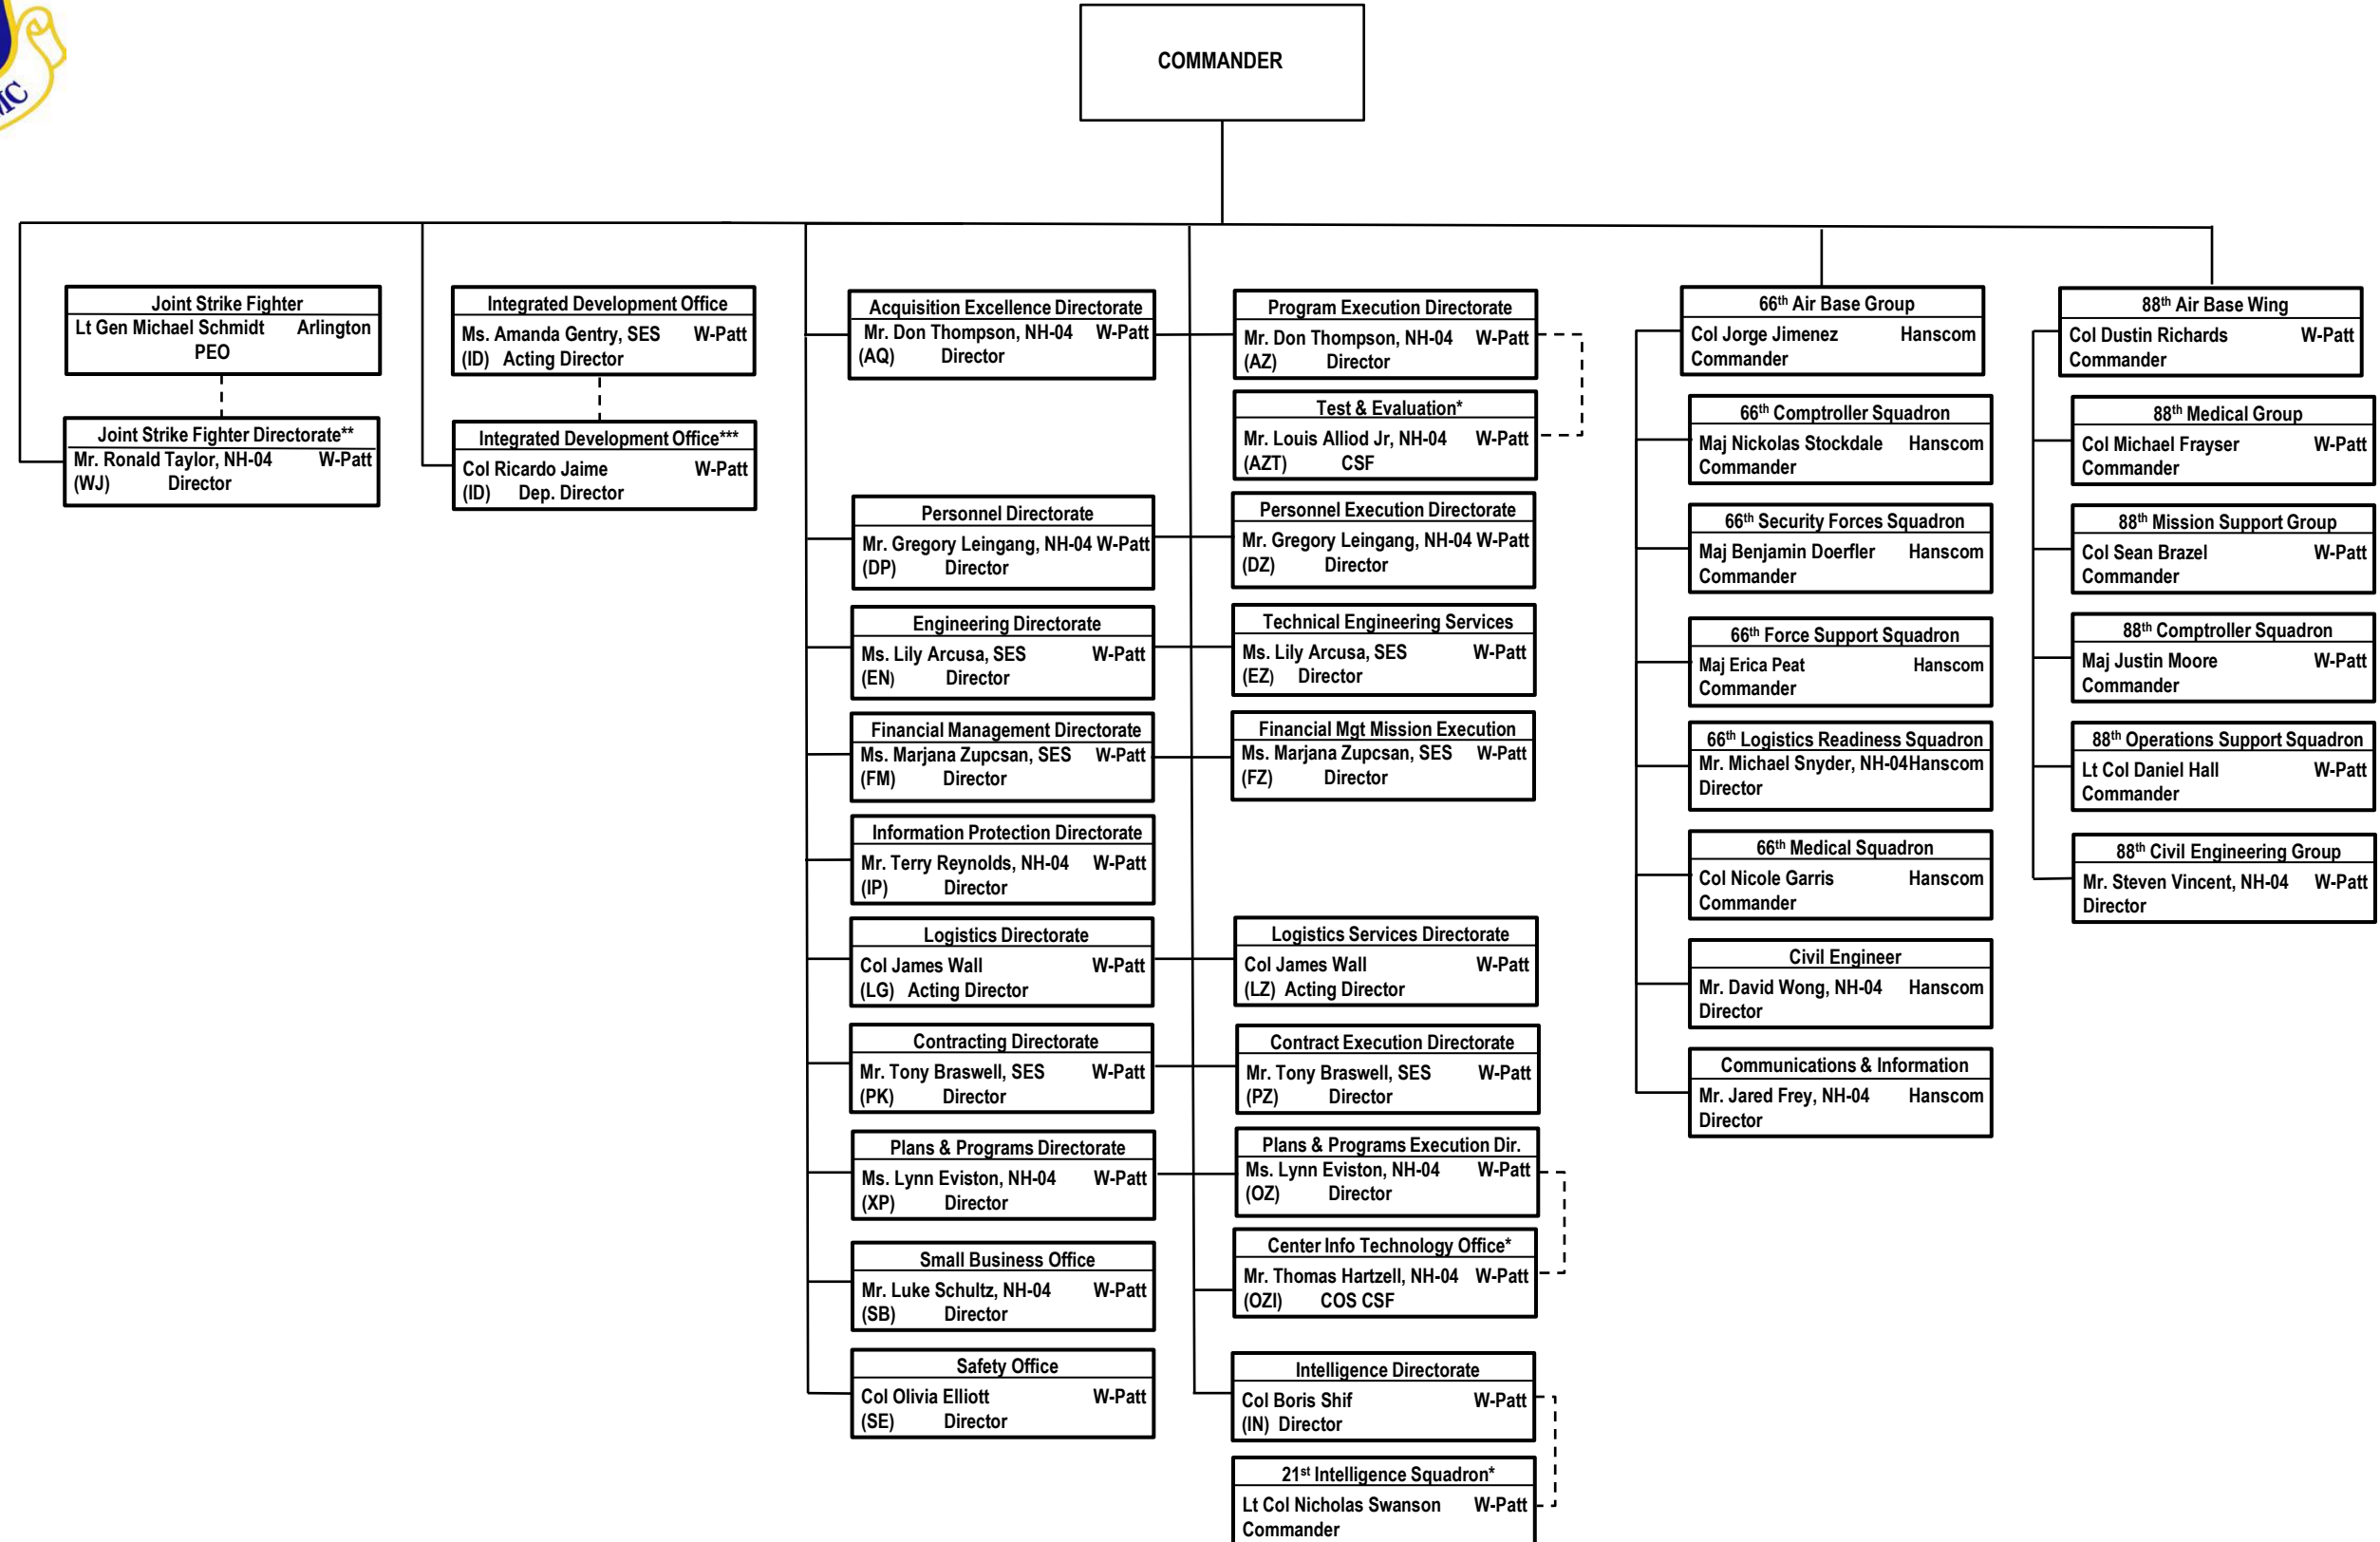 MC
COMMANDER
Joint Strike Fighter
Lt Gen Michael Schmidt Arlington
PEO
Joint Strike Fighter Directorate**
Mr. Ronald Taylor, NH-04 W-Patt
(WJ) Director
Integrated Development Office
Ms. Amanda Gentry, SES W-Patt
(ID) Acting Director
Integrated Development Office***
Col Ricardo Jaime W-Patt
(ID) Dep. Director
Acquisition Excellence Directorate
Mr. Don Thompson, NH-04 W-Patt
(AQ) Director
Personnel Directorate
Mr. Gregory Leingang, NH-04 W-Patt
(DP) Director
Engineering Directorate
Ms. Lily Arcusa, SES W-Patt
(EN) Director
Financial Management Directorate
Ms. Marjana Zupcsan, SES W-Patt
(FM) Director
Information Protection Directorate
Mr. Terry Reynolds, NH-04 W-Patt
(IP) Director
Logistics Directorate
Col James Wall W-Patt
(LG) Acting Director
Contracting Directorate
Mr. Tony Braswell, SES W-Patt
(PK) Director
Plans & Programs Directorate
Ms. Lynn Eviston, NH-04 W-Patt
(XP) Director
Small Business Office
Mr. Luke Schultz, NH-04 W-Patt
(SB) Director
Safety Office
Col Olivia Elliott W-Patt
(SE) Director
Program Execution Directorate
Mr. Don Thompson, NH-04 W-Patt
(AZ) Director
Test & Evaluation*
Mr. Louis Alliod Jr, NH-04 W-Patt
(AZT) CSF
Personnel Execution Directorate
Mr. Gregory Leingang, NH-04 W-Patt
(DZ) Director
Technical Engineering Services
Ms. Lily Arcusa, SES W-Patt
(EZ) Director
Financial Mgt Mission Execution
Ms. Marjana Zupcsan, SES W-Patt
(FZ) Director
Logistics Services Directorate
Col James Wall W-Patt
(LZ) Acting Director
Contract Execution Directorate
Mr. Tony Braswell, SES W-Patt
(PZ) Director
Plans & Programs Execution Dir.
Ms. Lynn Eviston, NH-04 W-Patt
(OZ) Director
Center Info Technology Office*
Mr. Thomas Hartzell, NH-04 W-Patt
(OZI) COS CSF
Intelligence Directorate
Col Boris Shif W-Patt
(IN) Director
21st Intelligence Squadron*
Lt Col Nicholas Swanson W-Patt
Commander
66th Air Base Group
Col Jorge Jimenez Hanscom
Commander
66th Comptroller Squadron
Maj Nickolas Stockdale Hanscom
Commander
66th Security Forces Squadron
Maj Benjamin Doerfler Hanscom
Commander
66th Force Support Squadron
Maj Erica Peat Hanscom
Commander
66th Logistics Readiness Squadron
Mr. Michael Snyder, NH-04Hanscom
Director
66th Medical Squadron
Col Nicole Garris Hanscom
Commander
Civil Engineer
Mr. David Wong, NH-04 Hanscom
Director
Communications & Information
Mr. Jared Frey, NH-04 Hanscom
Director
88th Air Base Wing
Col Dustin Richards W-Patt
Commander
88th Medical Group
Col Michael Frayser W-Patt
Commander
88th Mission Support Group
Col Sean Brazel W-Patt
Commander
88th Comptroller Squadron
Maj Justin Moore W-Patt
Commander
88th Operations Support Squadron
Lt Col Daniel Hall W-Patt
Commander
88th Civil Engineering Group
Mr. Steven Vincent, NH-04 W-Patt
Director